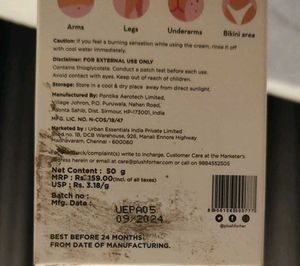 Arms Legs Underarms Bikini area
Caution: If you feel a burning sensation while using the cream, rinse it off
with cool water immediately.
Disclaimer: FOR EXTERNAL USE ONLY
Contains thioglycolate. Conduct a patch test before each use.
Avoid contact with eyes. Keep out of reach of children.
Storage: Store in a cool & dry place away from direct sunlight.
Manufactured By: Pontika Aerotech Limited,
Village Johron, P.O. Puruwala, Nahan Road,
Paonta Sahib, Dist. Sirmour, HP-173001, India
MFG. LIC. NO. N-COS/18/47
Marketed by : Urban Essentials India Private Limited
No. 18, DCB Warehouse, 926, Manali Ennore Highway
, Chennai - 600060
feedback/complaint(s) write to Incharge, Customer Care at the Marketer's
address herein or email at care@plushforher.com or call on 9884552505
Net Content : 50 g
MRP : Rs.159.00(Incl. of all taxes)
USP : Rs 3.18/g
Batch no :
Mfg. Date :
UEPA05
09/2024
@plushforher
BEST BEFORE 24 MONTHS
FROM DATE OF MANUFACTURING.